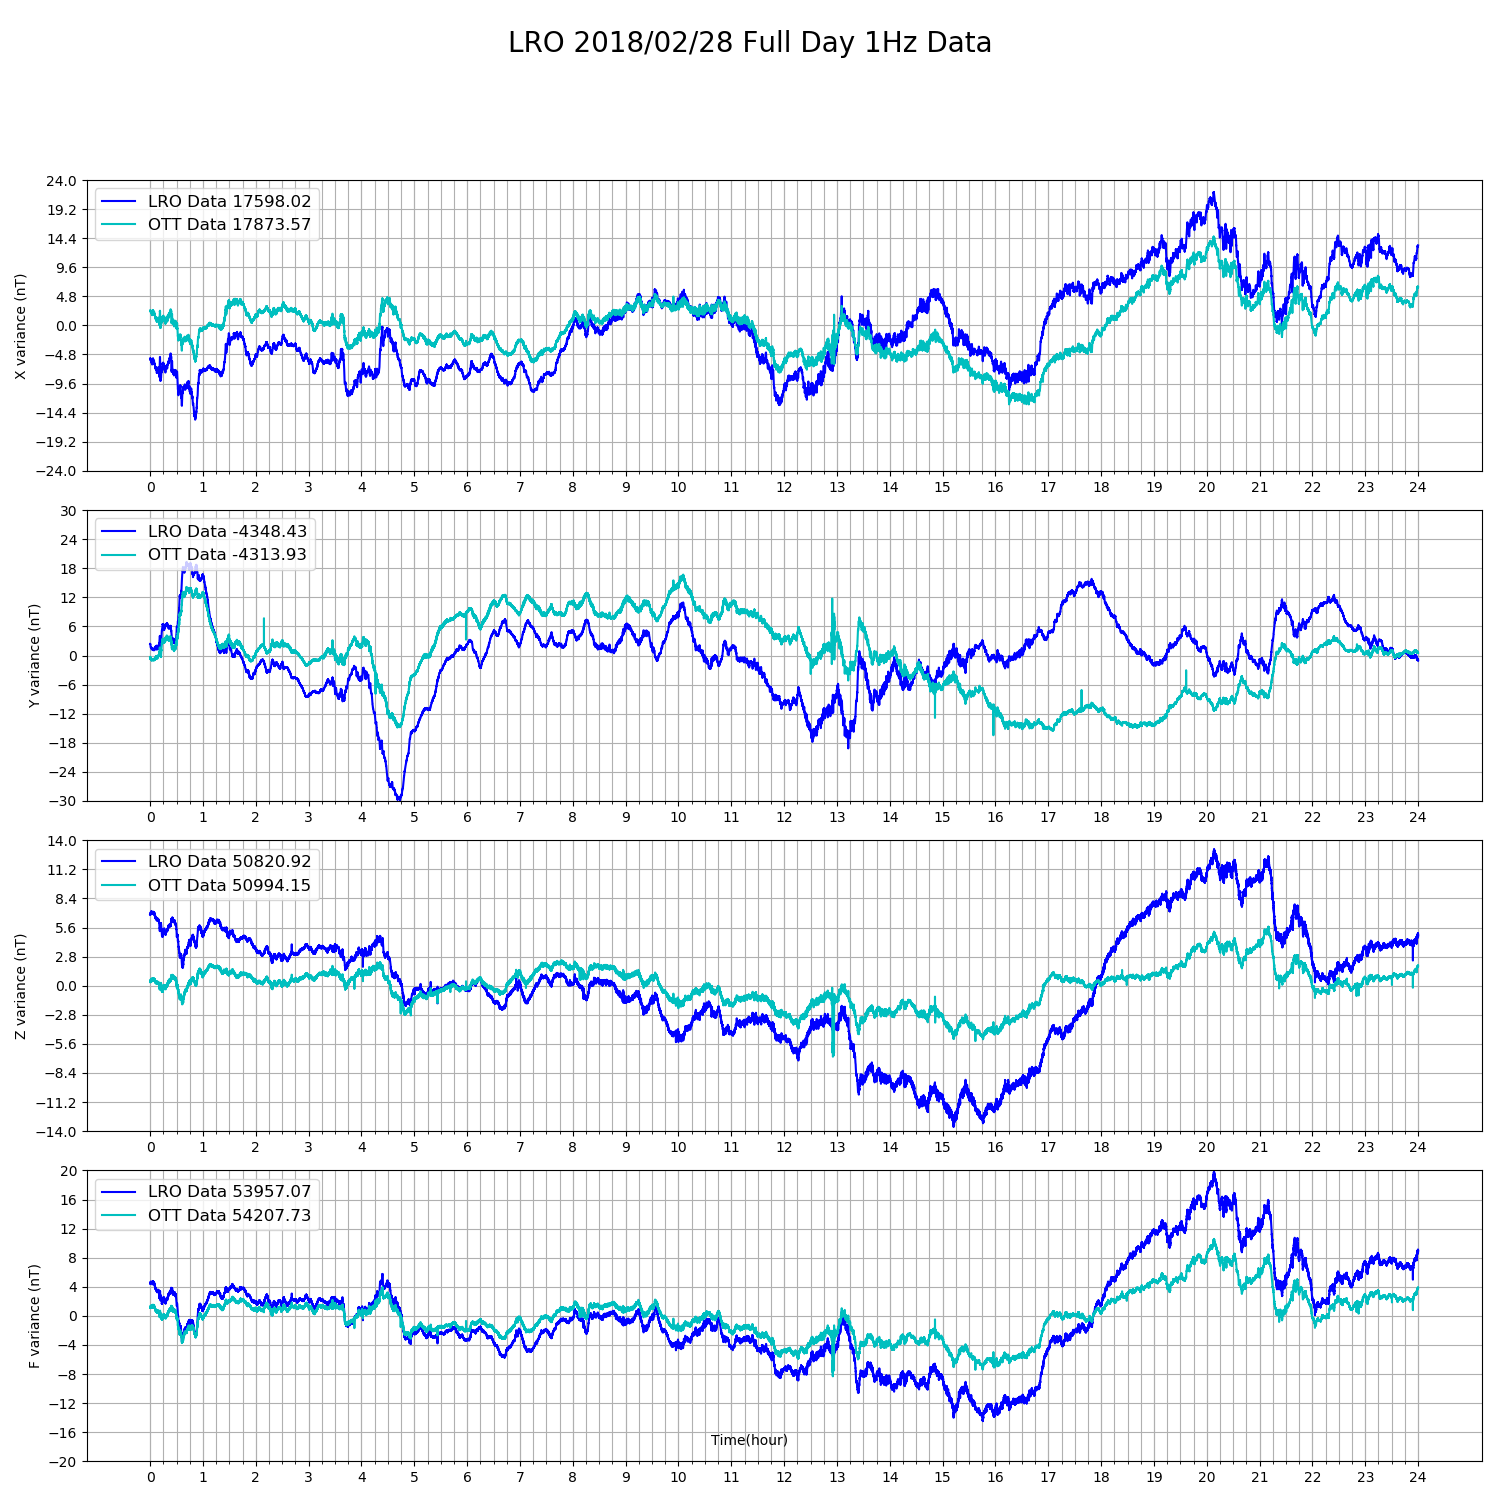 LRO 2018/02/28 Full Day 1Hz Data
24.0
19.2
14.4
9.6
4.8
0.0
−4.8
−9.6
−14.4
−19.2
−24.0
X variance (nT)
LRO Data 17598.02
OTT Data 17873.57
0 1 2 3 4 5 6 7 8 9 10 11 12 13 14 15 16 17 18 19 20 21 22 23 24
30
24
18
12
6
0
−6
−12
−18
−24
−30
Y variance (nT)
LRO Data -4348.43
OTT Data -4313.93
0 1 2 3 4 5 6 7 8 9 10 11 12 13 14 15 16 17 18 19 20 21 22 23 24
14.0
11.2
8.4
5.6
2.8
0.0
−2.8
−5.6
−8.4
−11.2
−14.0
Z variance (nT)
LRO Data 50820.92
OTT Data 50994.15
0 1 2 3 4 5 6 7 8 9 10 11 12 13 14 15 16 17 18 19 20 21 22 23 24
20
16
12
8
4
0
−4
−8
−12
−16
−20
F variance (nT)
LRO Data 53957.07
OTT Data 54207.73
Time(hour)
0 1 2 3 4 5 6 7 8 9 10 11 12 13 14 15 16 17 18 19 20 21 22 23 24